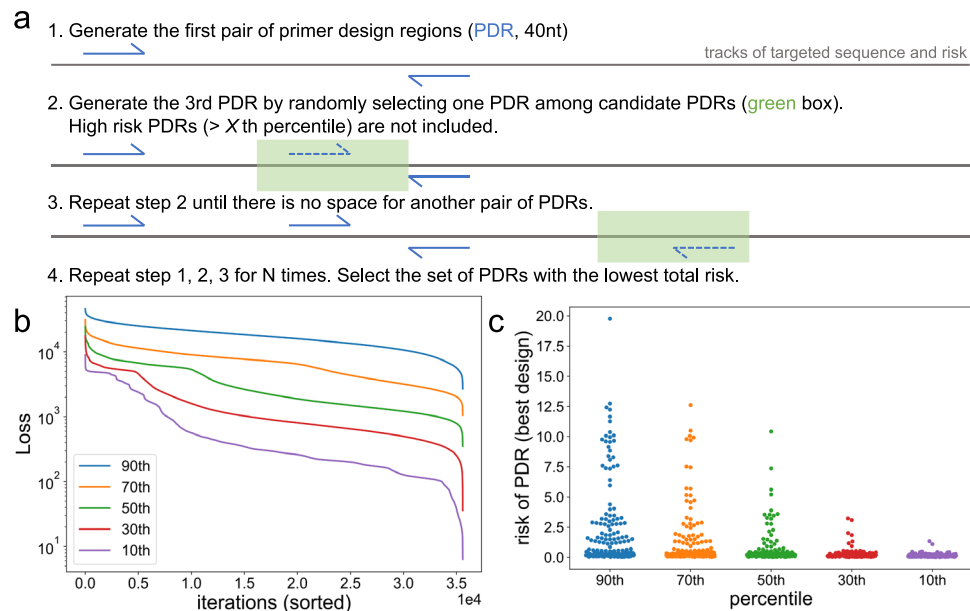 a
1. Generate the first pair of primer design regions (PDR, 40nt)
tracks of targeted sequence and risk
2. Generate the 3rd PDR by randomly selecting one PDR among candidate PDRs (green box).
High risk PDRs (> Xth percentile) are not included.
3. Repeat step 2 until there is no space for another pair of PDRs.
4. Repeat step 1, 2, 3 for N times. Select the set of PDRs with the lowest total risk.
b
Loss
10^4
10^3
10^2
10^1
90th
70th
50th
30th
10th
0.0 0.5 1.0 1.5 2.0 2.5 3.0 3.5
1e4
iterations (sorted)
c
risk of PDR (best design)
20.0
17.5
15.0
12.5
10.0
7.5
5.0
2.5
0.0
90th 70th 50th 30th 10th
percentile